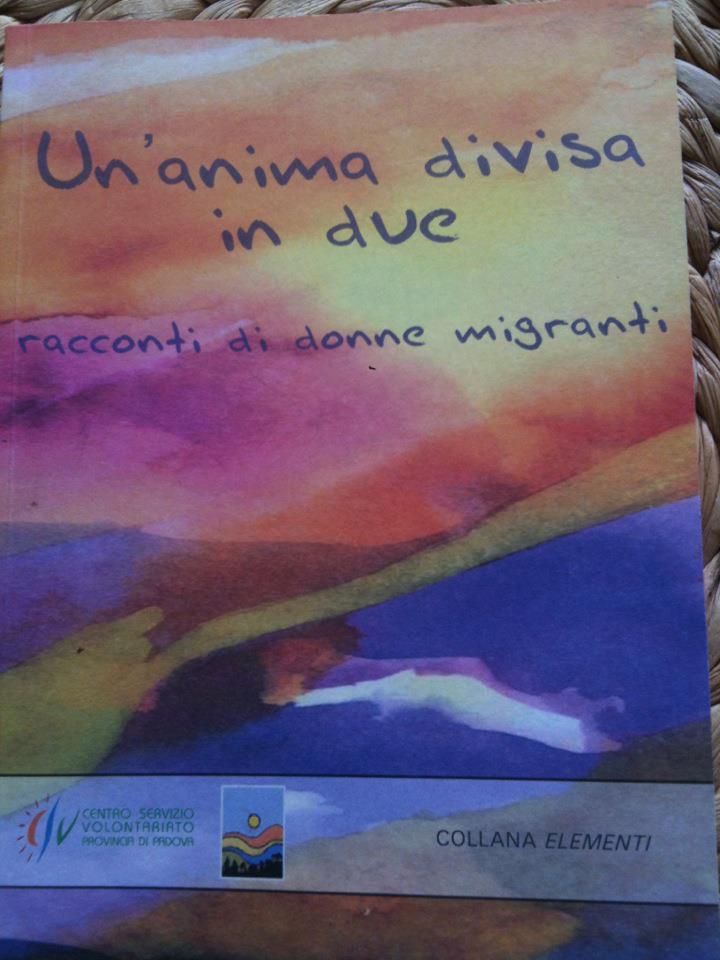 Un'anima divisa
in due
racconti di donne migranti
CENTRO SERVIZIO
VOLONTARIATO
PROVINCIA DI PADOVA
COLLANA ELEMENTI